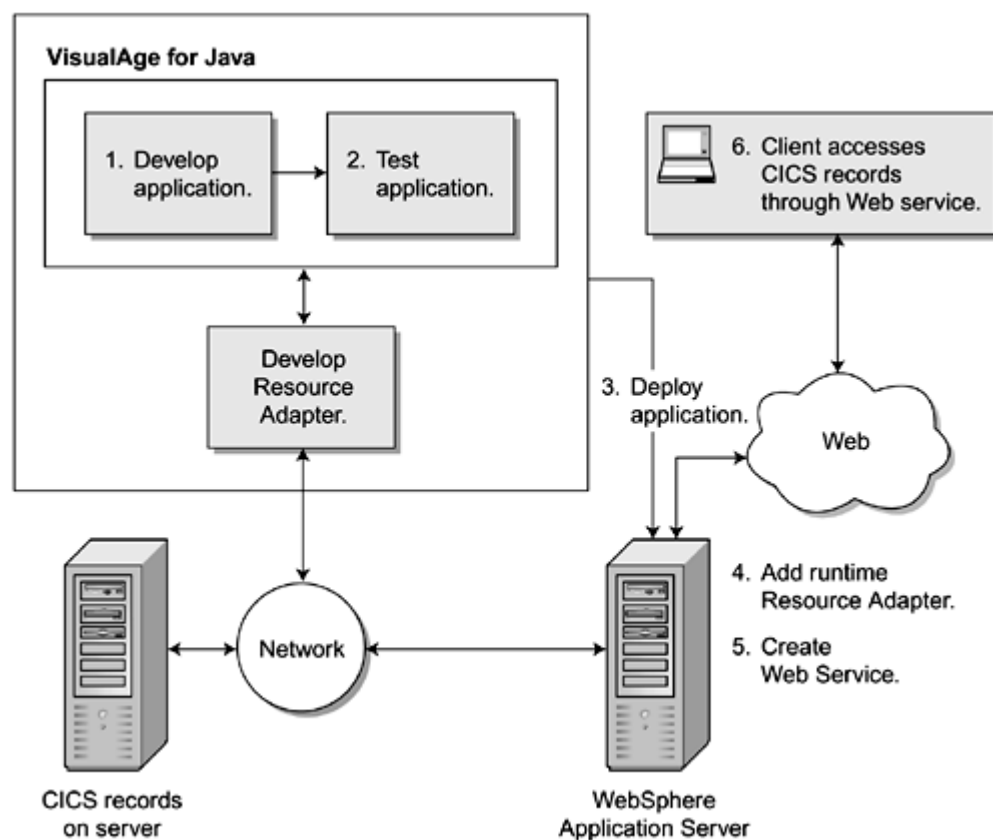 VisualAge for Java
1. Develop
application.
2. Test
application.
6. Client accesses
CICS records
through Web service.
Develop
Resource
Adapter.
3. Deploy
application.
Web
4. Add runtime
Resource Adapter.
5. Create
Web Service.
Network
CICS records
on server
WebSphere
Application Server